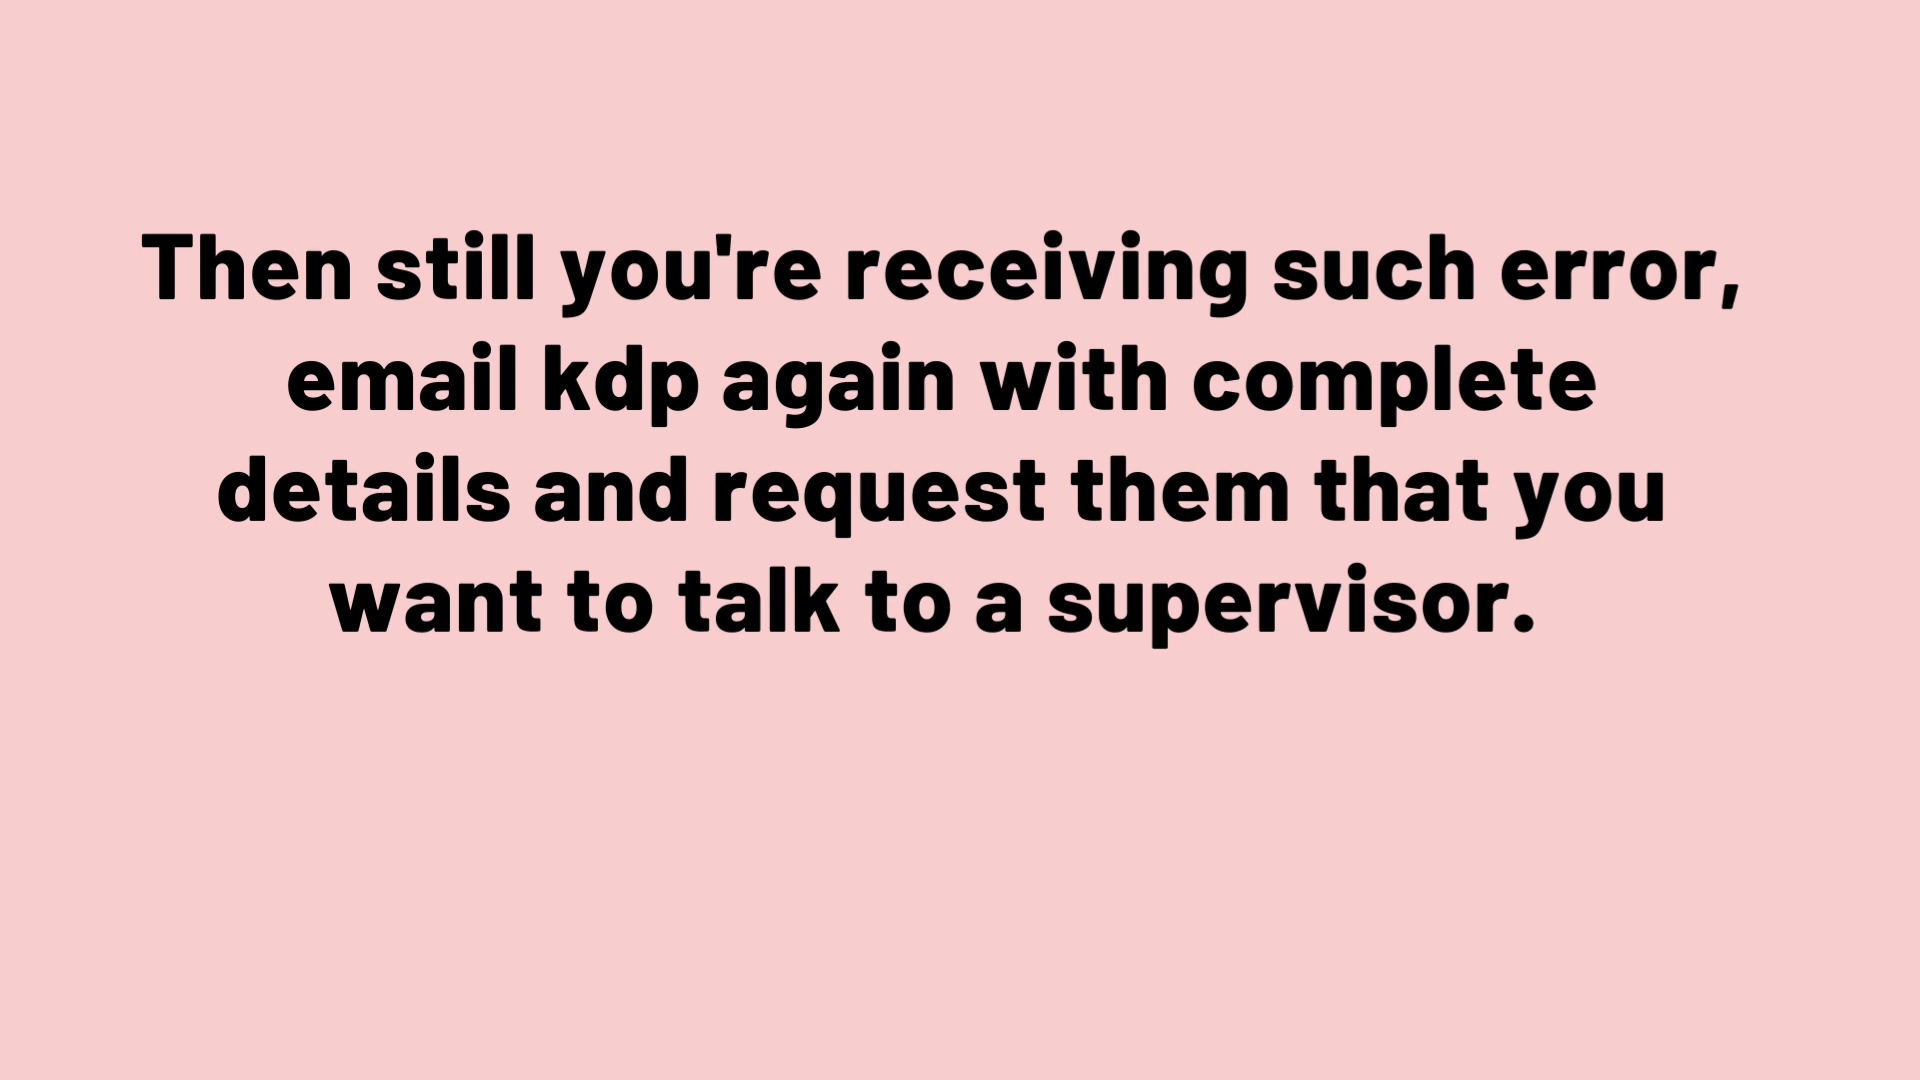 Then still you're receiving such error,
email kdp again with complete
details and request them that you
want to talk to a supervisor.